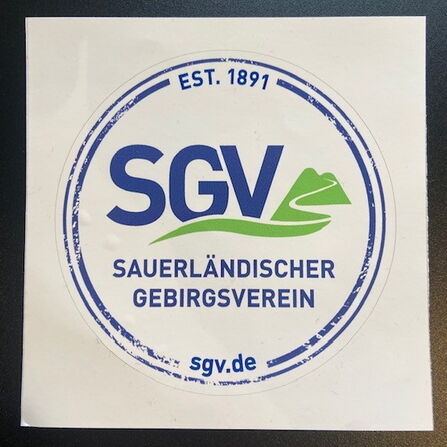 EST. 1891
SGV
SAUERLÄNDISCHER
GEBIRGSVEREIN
sgv.de